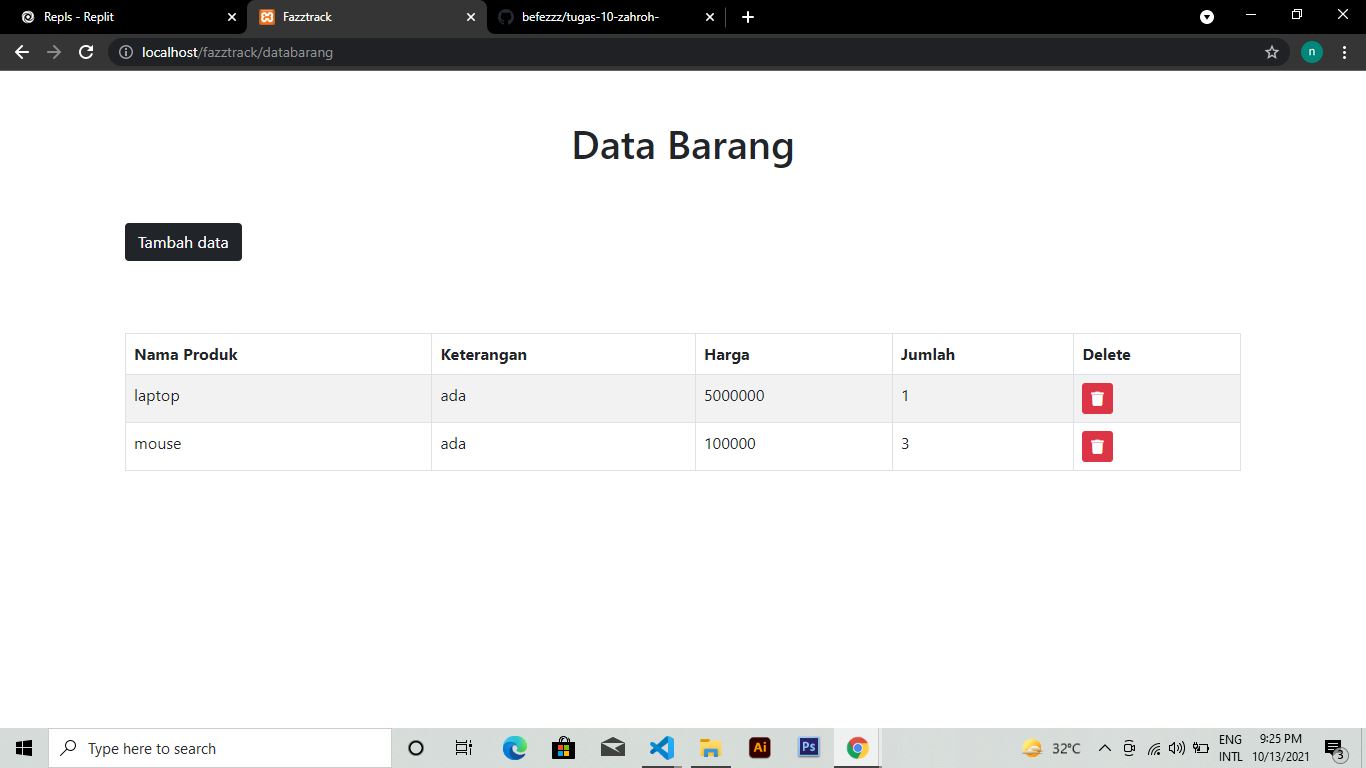 Repls - Replit
Fazztrack
befezzz/tugas-10-zahroh-
localhost/fazztrack/databarang
n
Data Barang
Tambah data
Nama Produk Keterangan Harga Jumlah Delete
laptop ada 5000000 1
mouse ada 100000 3
Type here to search
Ai
Ps
32°C
ENG
INTL
9:25 PM
10/13/2021
3